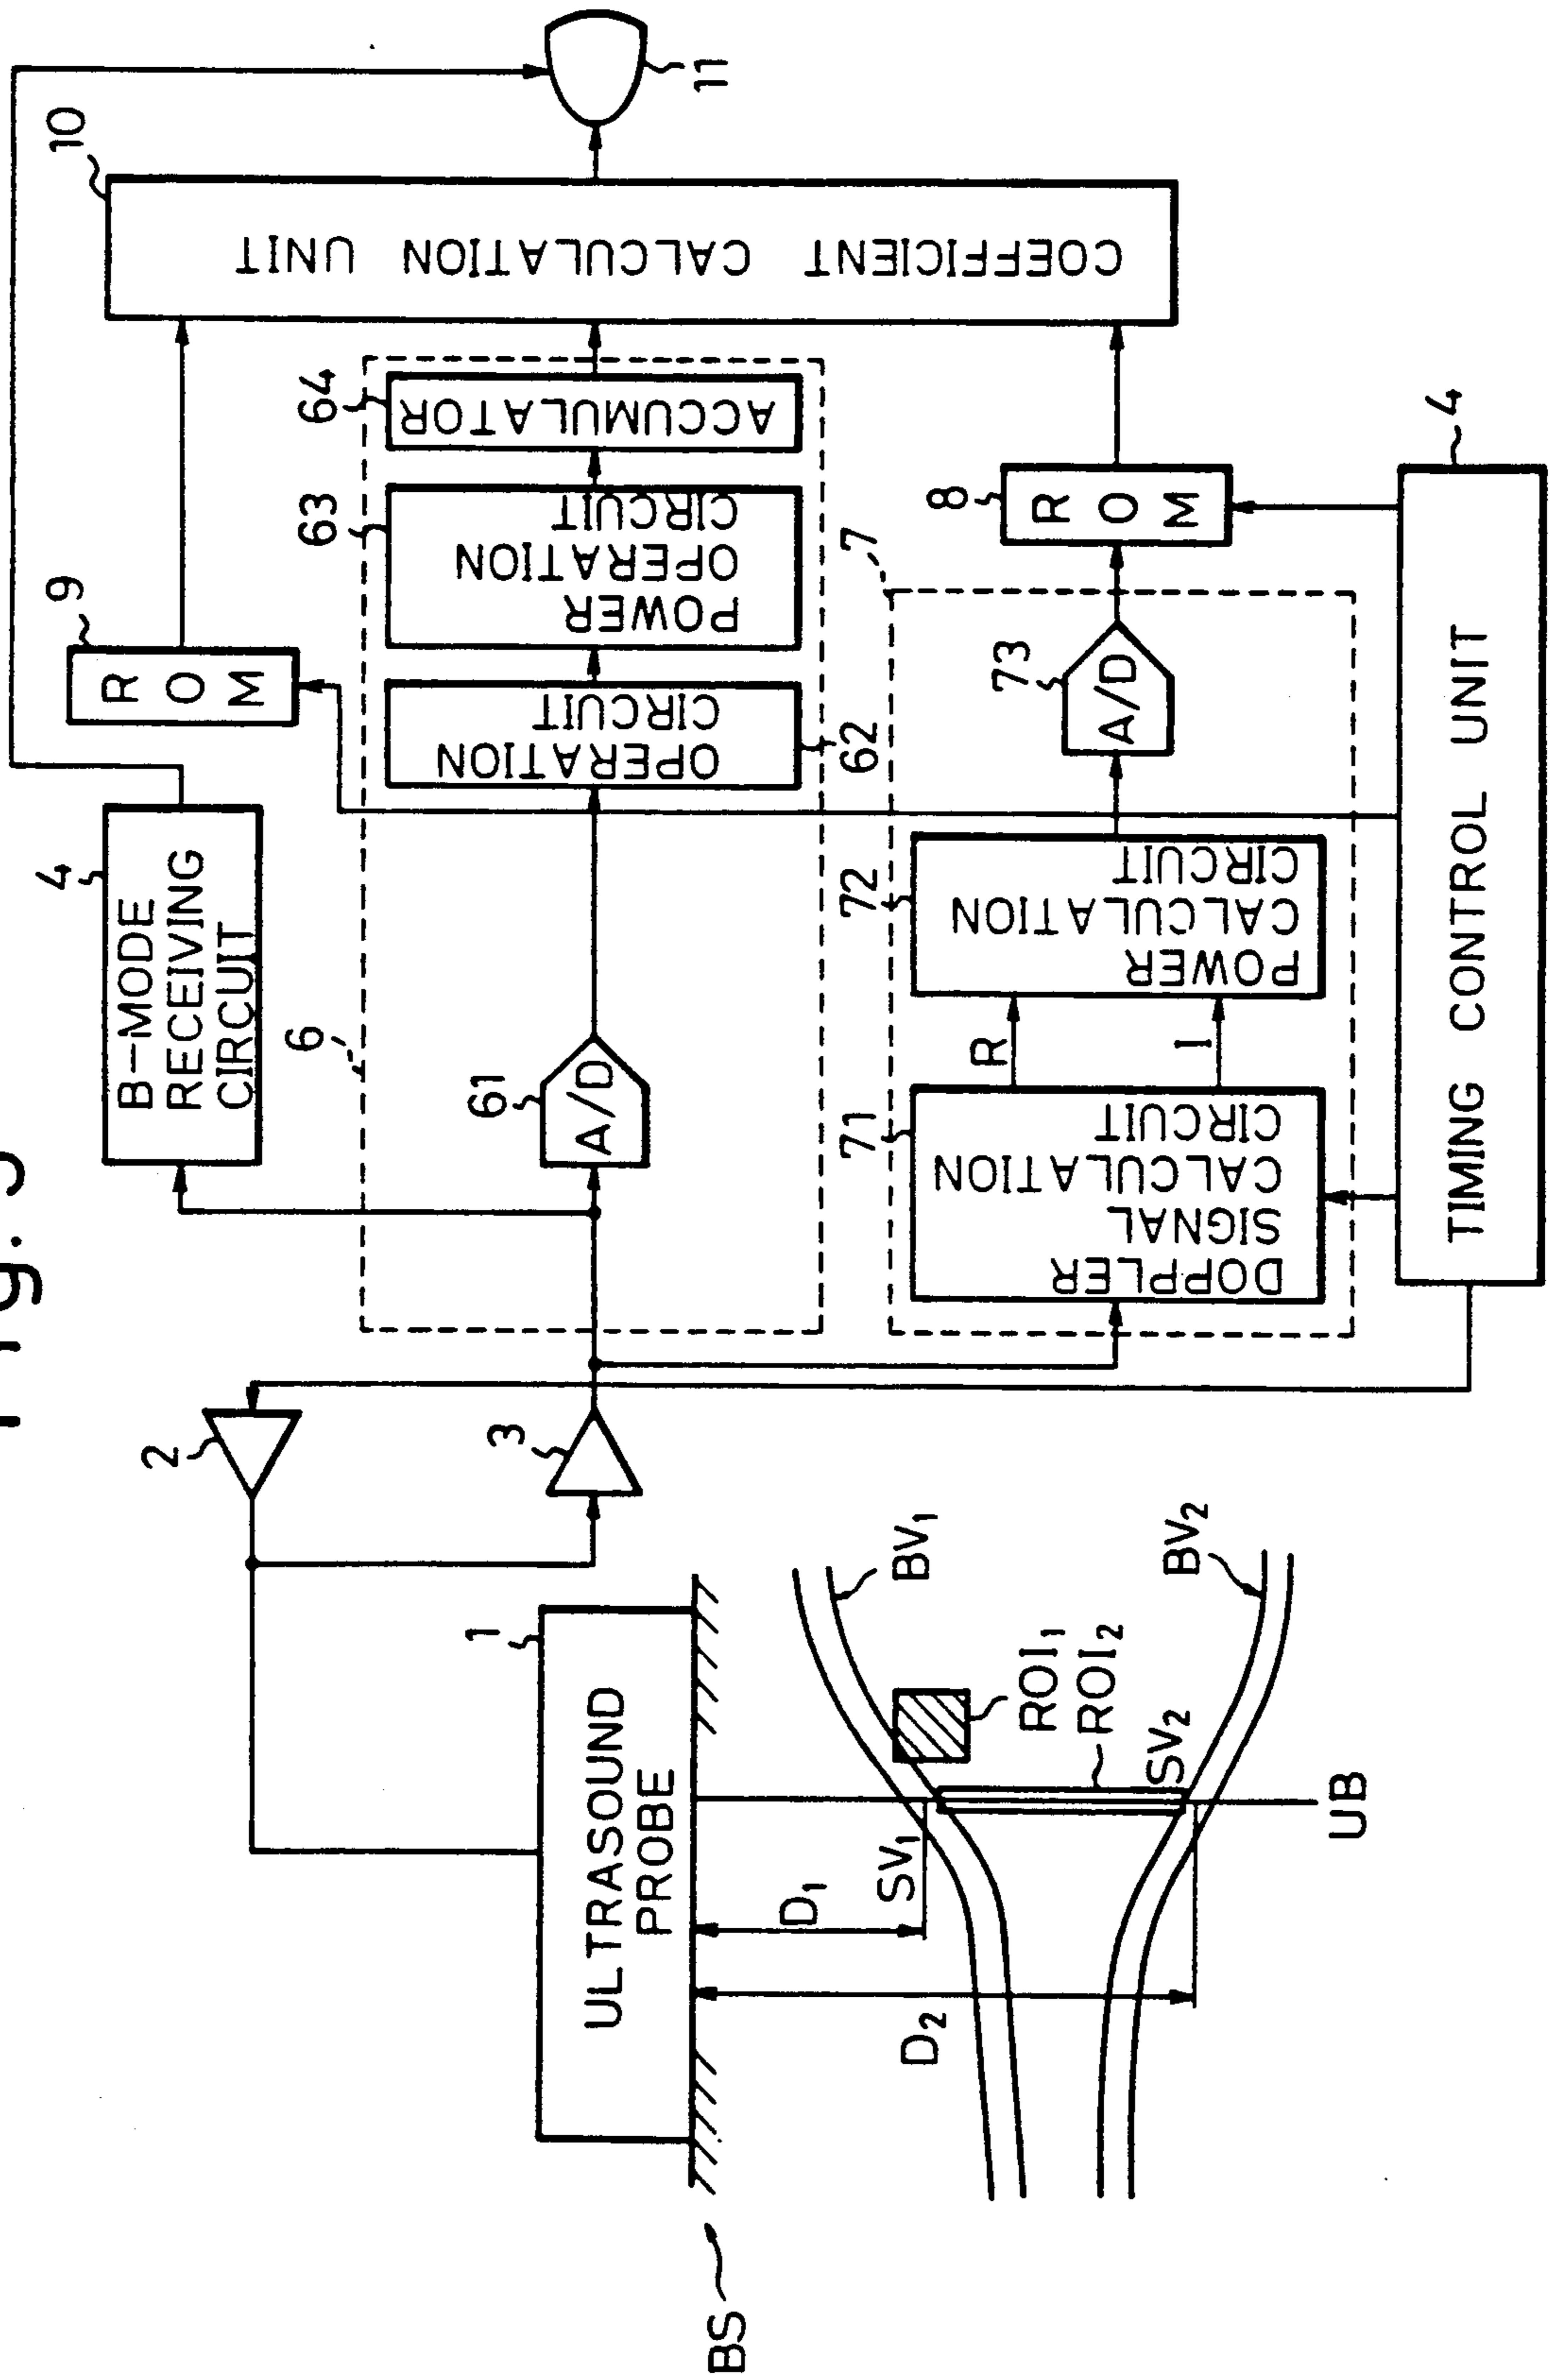 Fig. 5
10
11
COEFFICIENT CALCULATION UNIT
9
ROM
64
ACCUMULATOR
63
POWER
OPERATION
CIRCUIT
OPERATION
CIRCUIT
62
4
B-MODE
RECEIVING
CIRCUIT
6
61
A/D
8
ROM
7
73
A/D
72
POWER
CALCULATION
CIRCUIT
R
I
71
DOPPLER
SIGNAL
CALCULATION
CIRCUIT
4
TIMING CONTROL UNIT
2
3
1
ULTRASOUND
PROBE
BV₁
BV₂
ROI₁
ROI₂
SV₁
SV₂
D₁
D₂
UB
BS